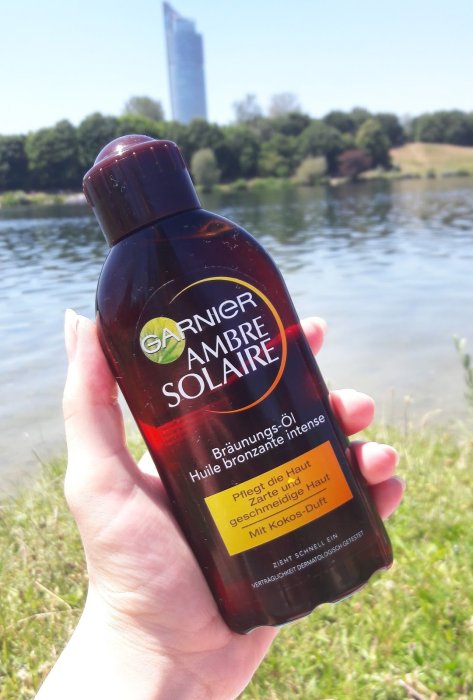 GARNIER
AMBRE
SOLAIRE
Bräunungs-Öl
Huile bronzante intense
Pflegt die Haut
Zarte und
geschmeidige Haut
Mit Kokos-Duft
ZIEHT SCHNELL EIN
VERTRÄGLICHKEIT DERMATOLOGISCH GETESTET